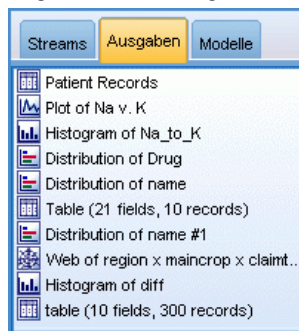 Streams Ausgaben Modelle
Patient Records
Plot of Na v. K
Histogram of Na_to_K
Distribution of Drug
Distribution of name
Table (21 fields, 10 records)
Distribution of name #1
Web of region x maincrop x claimt..
Histogram of diff
table (10 fields, 300 records)